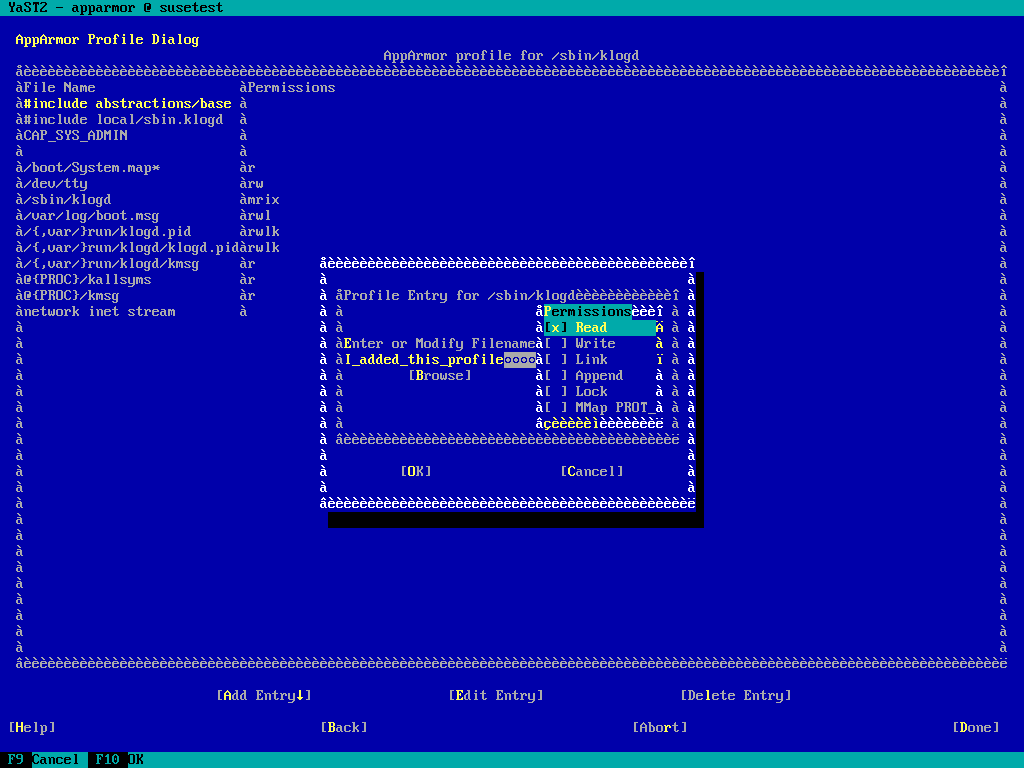 YaST2 - apparmor @ susetest
AppArmor Profile Dialog
AppArmor profile for /sbin/klogd
File Name Permissions
#include abstractions/base
#include local/sbin.klogd
CAP_SYS_ADMIN
/boot/System.map* r
/dev/tty rw
/sbin/klogd mrix
/var/log/boot.msg rwl
/{,var/}run/klogd.pid rwlk
/{,var/}run/klogd/klogd.pid rwlk
/{,var/}run/klogd/kmsg r
@{PROC}/kallsyms r
@{PROC}/kmsg r
network inet stream
Profile Entry for /sbin/klogd
Permissions
[x] Read
Enter or Modify Filename
[ ] Write
I_added_this_profile
[ ] Link
[Browse]
[ ] Append
[ ] Lock
[ ] MMap PROT_
[OK] [Cancel]
[Add Entry↓] [Edit Entry] [Delete Entry]
[Help] [Back] [Abort] [Done]
F9 Cancel F10 OK